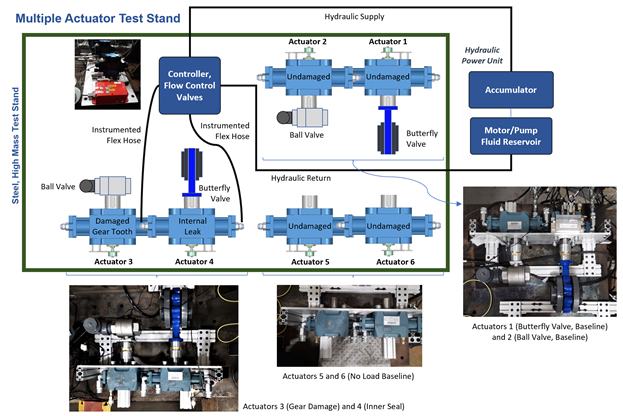 Multiple Actuator Test Stand
Hydraulic Supply
Steel, High Mass Test Stand
Controller,
Flow Control
Valves
Actuator 2
Actuator 1
Undamaged
Undamaged
Ball Valve
Butterfly
Valve
Hydraulic
Power Unit
Accumulator
Motor/Pump
Fluid Reservoir
Instrumented
Flex Hose
Instrumented
Flex Hose
Hydraulic Return
Ball Valve
Butterfly
Valve
Damaged
Gear Tooth
Internal
Leak
Undamaged
Undamaged
Actuator 3
Actuator 4
Actuator 5
Actuator 6
Actuators 1 (Butterfly Valve, Baseline)
and 2 (Ball Valve, Baseline)
Actuators 5 and 6 (No Load Baseline)
Actuators 3 (Gear Damage) and 4 (Inner Seal)